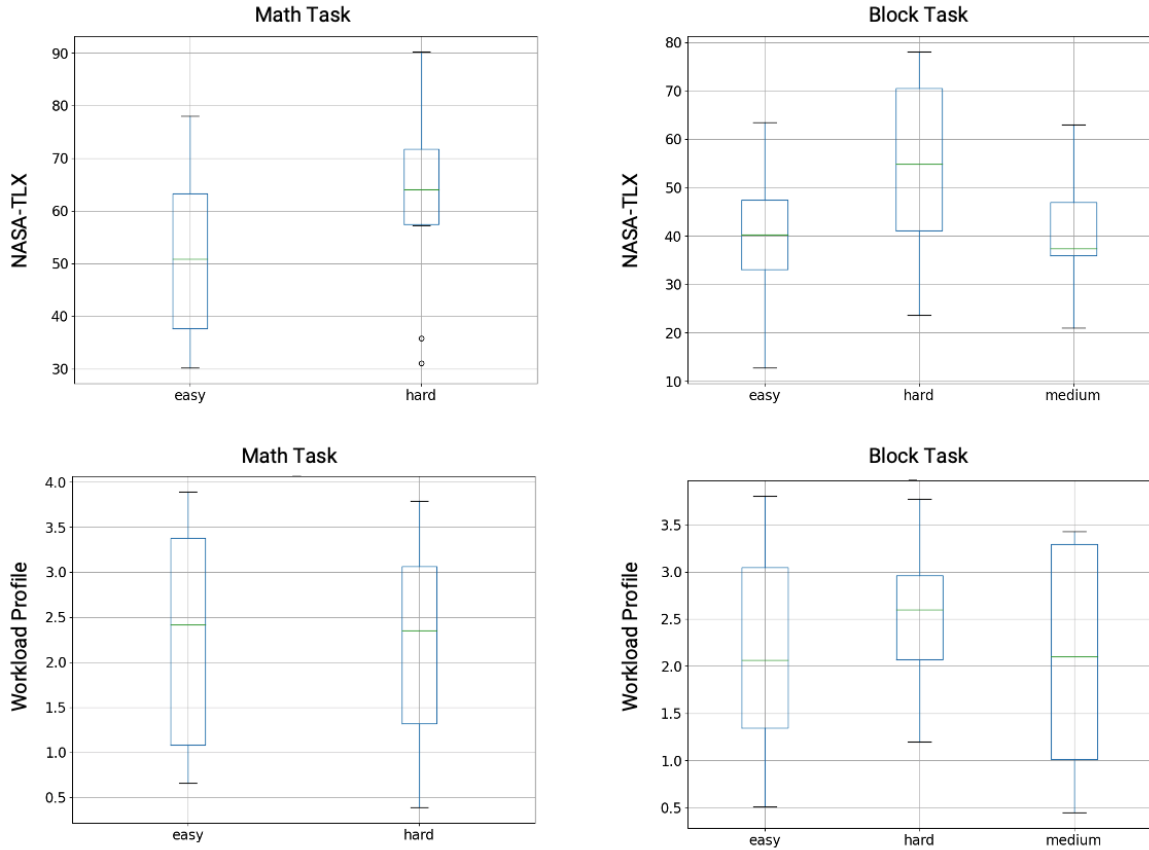 Math Task
NASA-TLX
90
80
70
60
50
40
30
easy hard
Block Task
NASA-TLX
80
70
60
50
40
30
20
10
easy hard medium
Math Task
Workload Profile
4.0
3.5
3.0
2.5
2.0
1.5
1.0
0.5
easy hard
Block Task
Workload Profile
3.5
3.0
2.5
2.0
1.5
1.0
0.5
easy hard medium